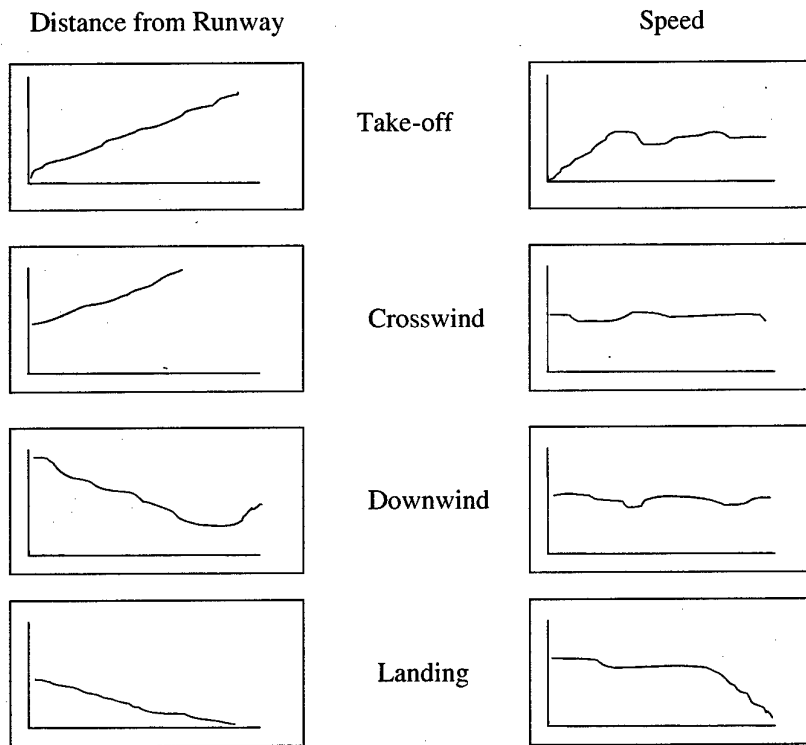 Distance from Runway
Speed
Take-off
Crosswind
Downwind
Landing